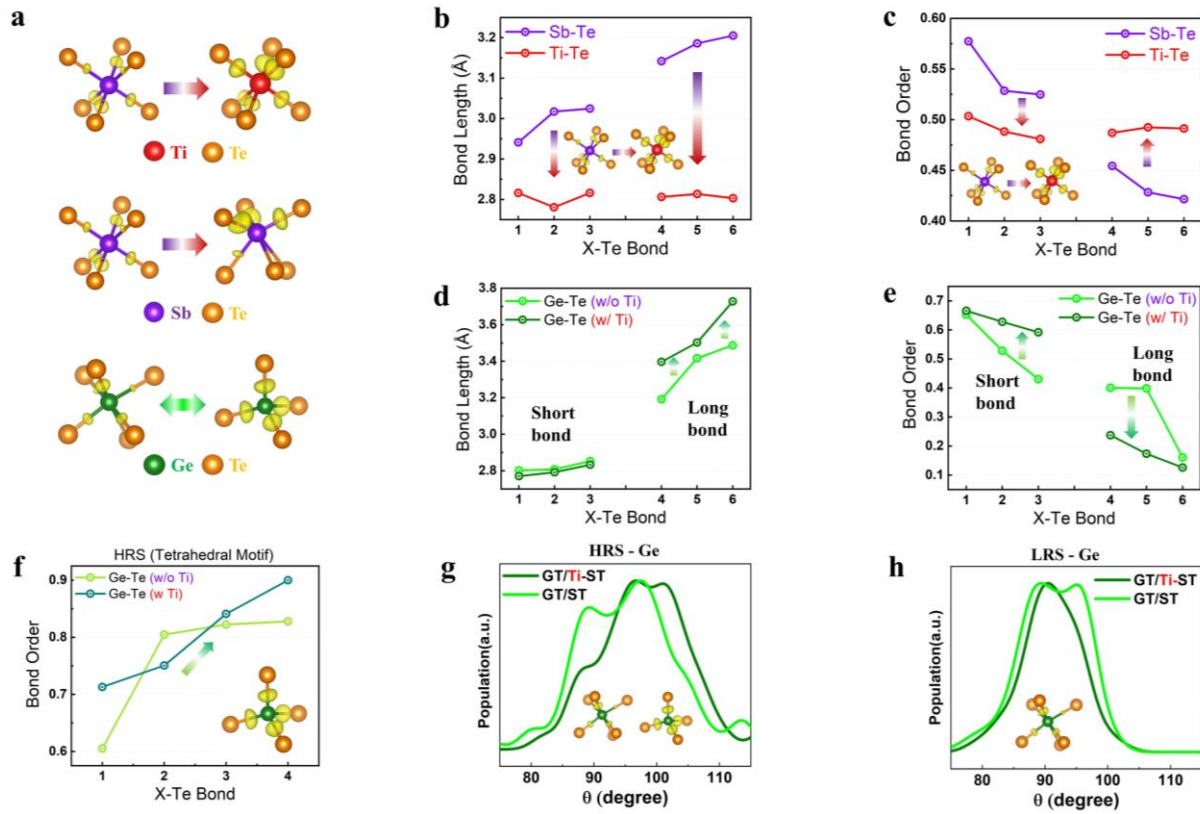 a
Ti Te
Sb Te
Ge Te
b
Sb-Te
Ti-Te
Bond Length (Å)
3.2
3.1
3.0
2.9
2.8
1 2 3 4 5 6
X-Te Bond
c
Sb-Te
Ti-Te
Bond Order
0.60
0.55
0.50
0.45
0.40
1 2 3 4 5 6
X-Te Bond
d
Ge-Te (w/o Ti)
Ge-Te (w/ Ti)
Bond Length (Å)
3.8
3.6
3.4
3.2
3.0
2.8
Short
bond
Long
bond
1 2 3 4 5 6
X-Te Bond
e
Ge-Te (w/o Ti)
Ge-Te (w/ Ti)
Bond Order
0.7
0.6
0.5
0.4
0.3
0.2
0.1
Short
bond
Long
bond
1 2 3 4 5 6
X-Te Bond
f
HRS (Tetrahedral Motif)
Ge-Te (w/o Ti)
Ge-Te (w Ti)
Bond Order
0.9
0.8
0.7
0.6
1 2 3 4
X-Te Bond
g
HRS - Ge
GT/Ti-ST
GT/ST
Population(a.u.)
80 90 100 110
θ (degree)
h
LRS - Ge
GT/Ti-ST
GT/ST
Population(a.u.)
80 90 100 110
θ (degree)